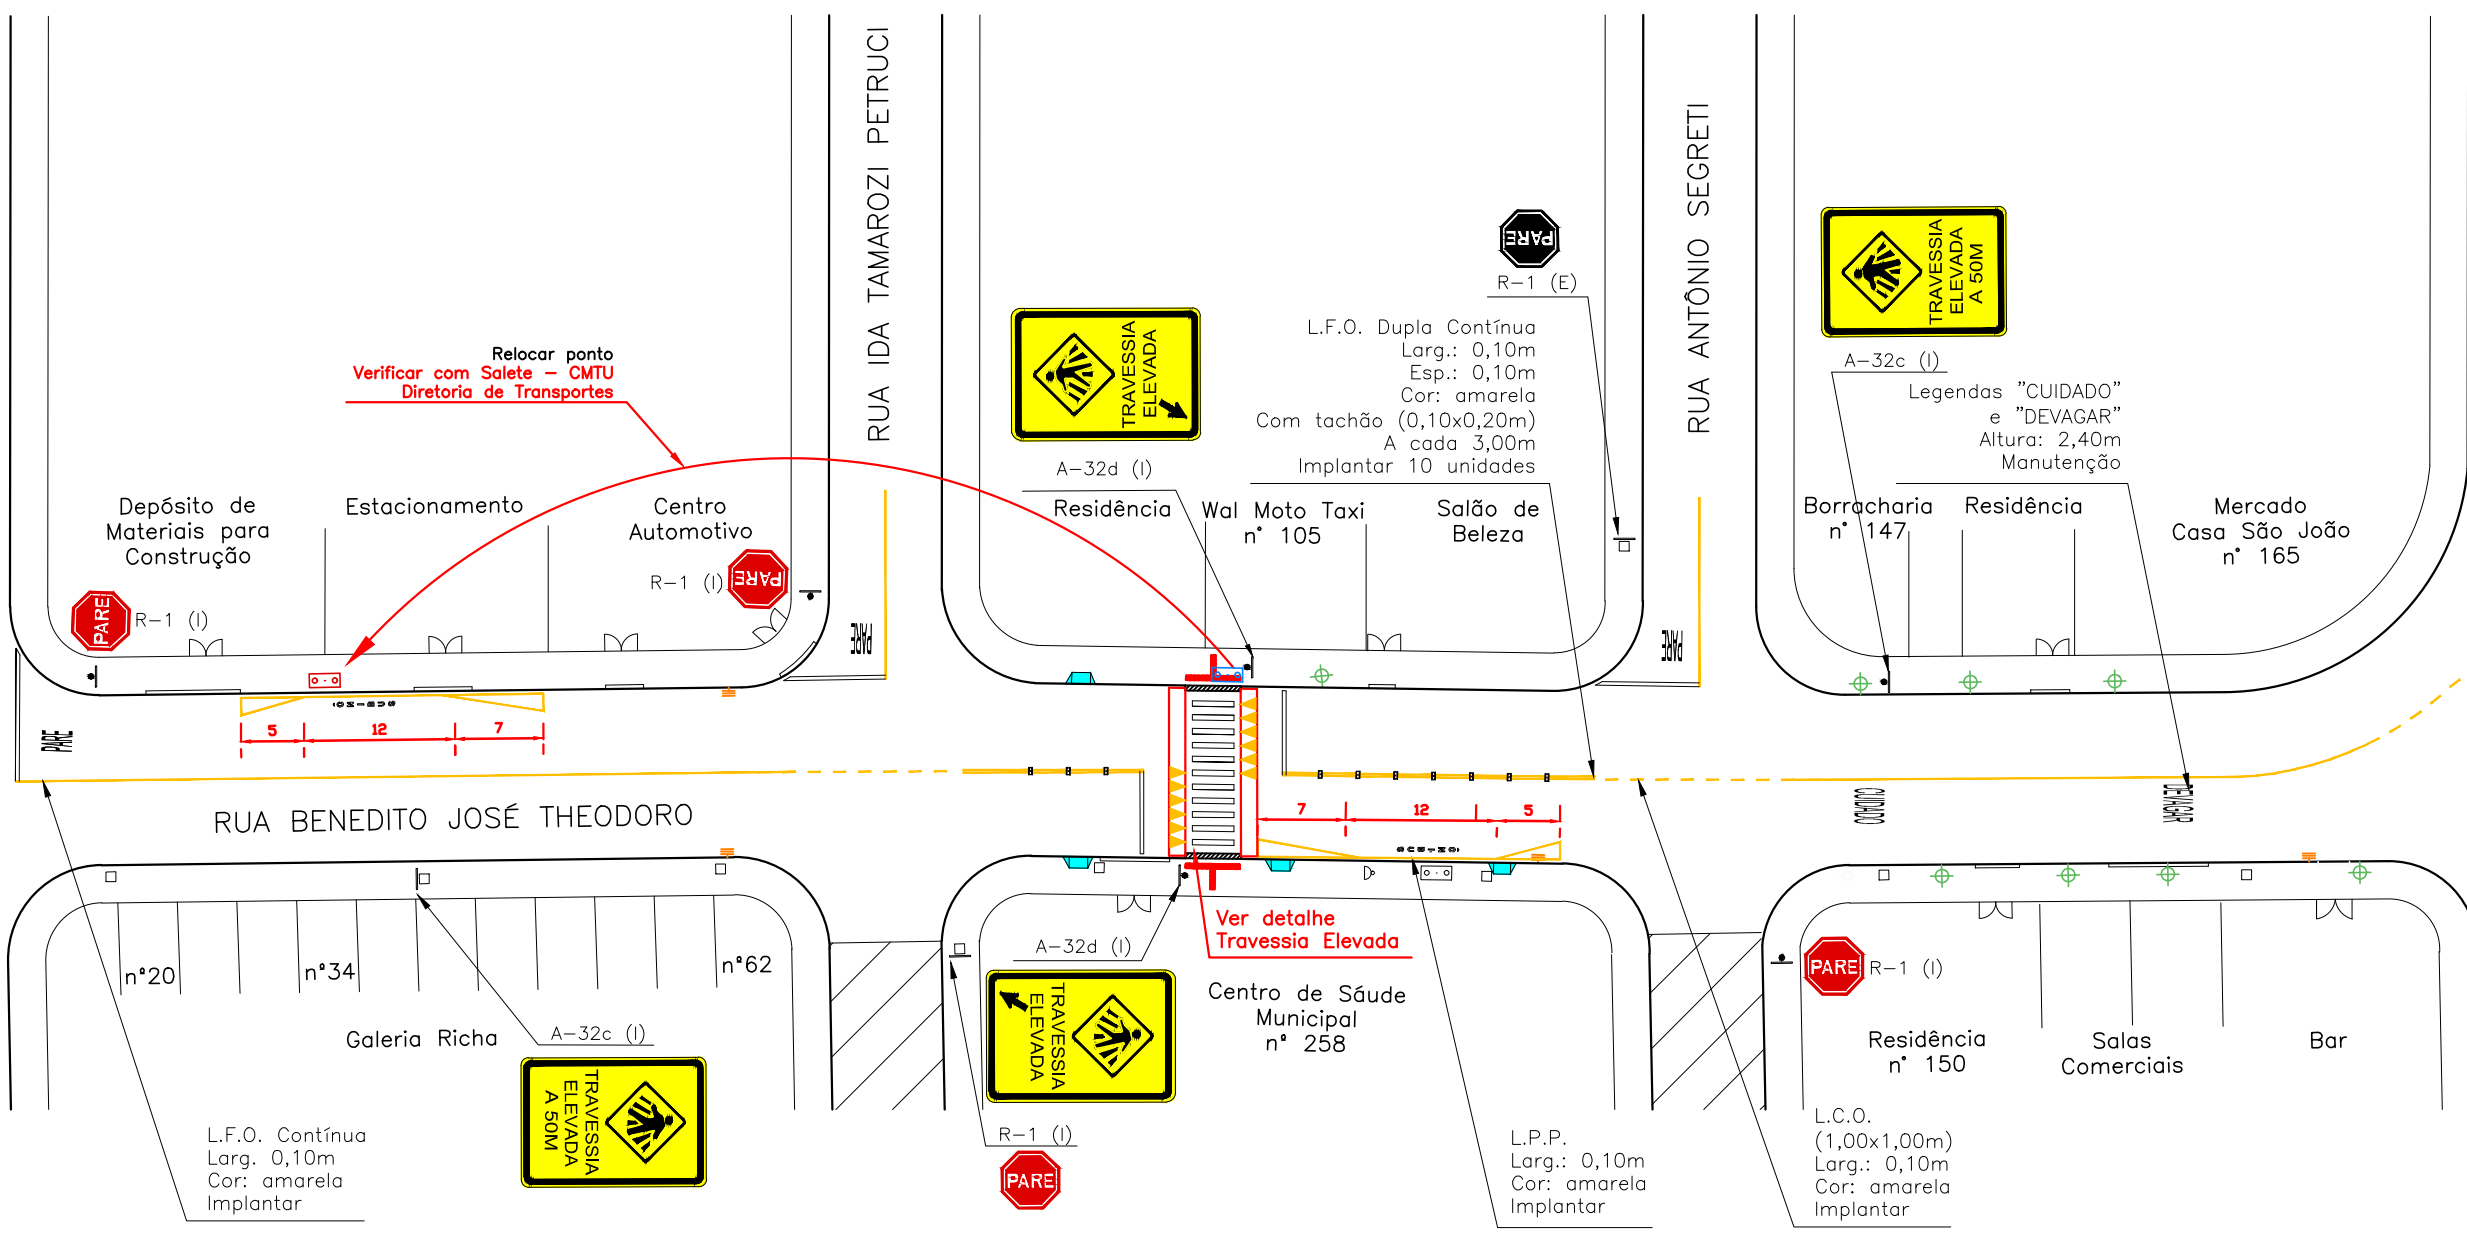 RUA IDA TAMAROZI PETRUCI
RUA ANTÔNIO SEGRETI
PARE
R-1 (E)
TRAVESSIA
ELEVADA
A 50M
A-32c (I)
TRAVESSIA
ELEVADA
A-32d (I)
L.F.O. Dupla Contínua
Larg.: 0,10m
Esp.: 0,10m
Cor: amarela
Com tachão (0,10x0,20m)
A cada 3,00m
Implantar 10 unidades
Legendas "CUIDADO"
e "DEVAGAR"
Altura: 2,40m
Manutenção
Relocar ponto
Verificar com Salete - CMTU
Diretoria de Transportes
Depósito de
Materiais para
Construção
Estacionamento
Centro
Automotivo
Residência
Wal Moto Taxi
n° 105
Salão de
Beleza
Borracharia
n° 147
Residência
Mercado
Casa São João
n° 165
PARE
R-1 (I)
R-1 (I)
PARE
PARE
PARE
PARE
ÔNIBUS
5
12
7
RUA BENEDITO JOSÉ THEODORO
7
12
5
ÔNIBUS
CUIDADO
DEVAGAR
n°20
n°34
n°62
Galeria Richa
A-32c (I)
TRAVESSIA
ELEVADA
A 50M
A-32d (I)
TRAVESSIA
ELEVADA
Ver detalhe
Travessia Elevada
Centro de Sáude
Municipal
n° 258
R-1 (I)
PARE
PARE
R-1 (I)
Residência
n° 150
Salas
Comerciais
Bar
L.F.O. Contínua
Larg. 0,10m
Cor: amarela
Implantar
L.P.P.
Larg.: 0,10m
Cor: amarela
Implantar
L.C.O.
(1,00x1,00m)
Larg.: 0,10m
Cor: amarela
Implantar